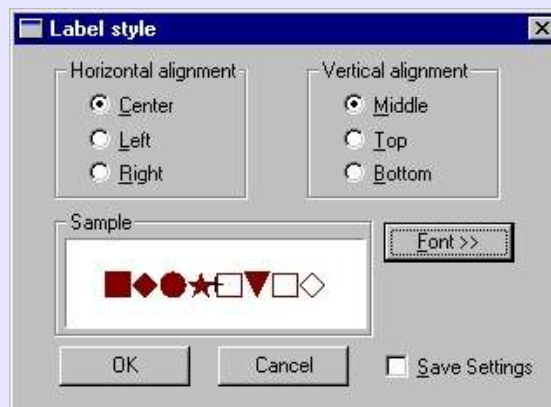 Label style
Horizontal alignment
Center
Left
Right
Vertical alignment
Middle
Top
Bottom
Sample
Font >>
OK
Cancel
Save Settings